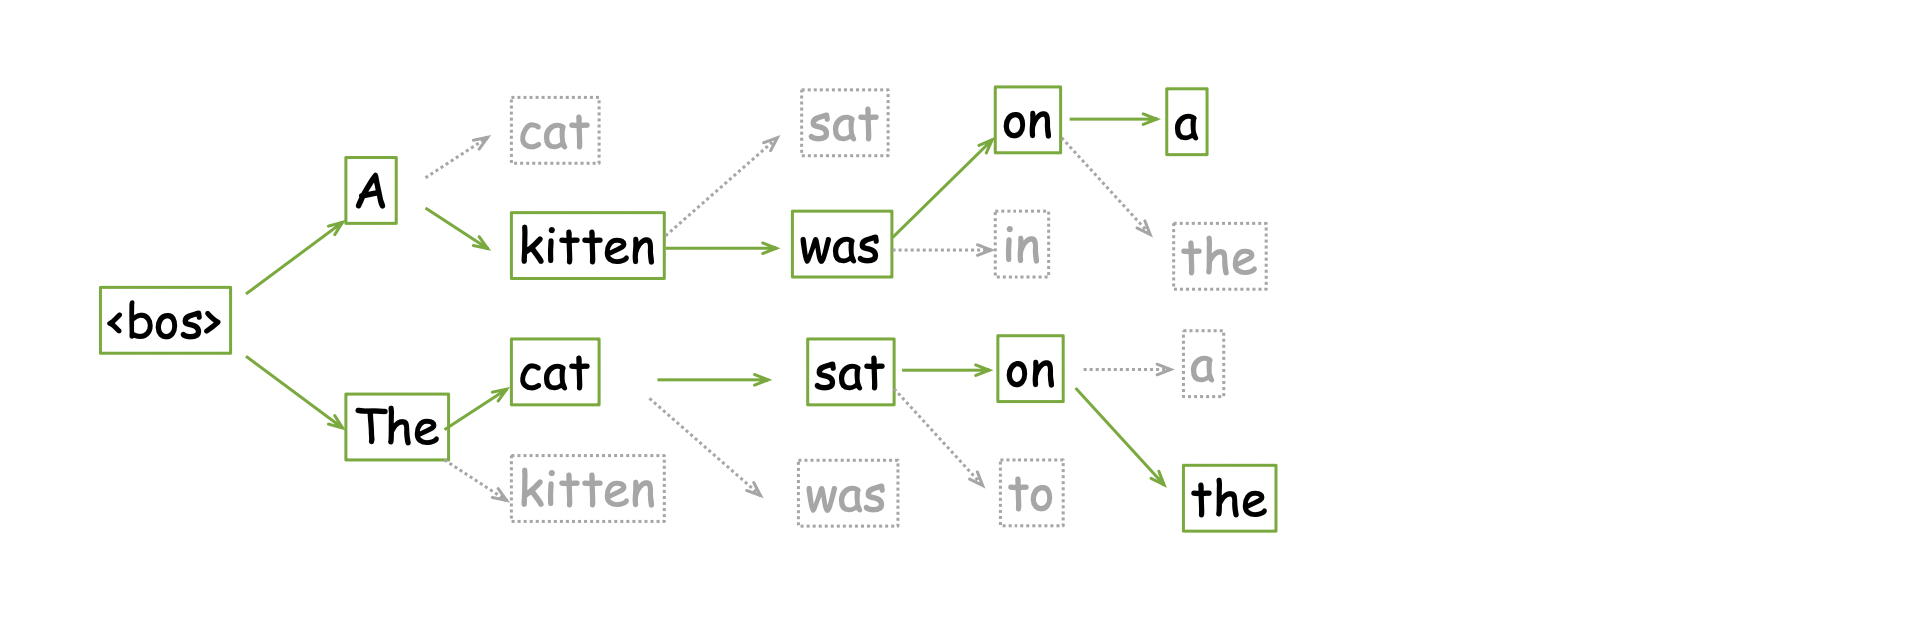 cat
sat
on
a
A
kitten
was
in
the
<bos>
cat
sat
on
a
The
kitten
was
to
the